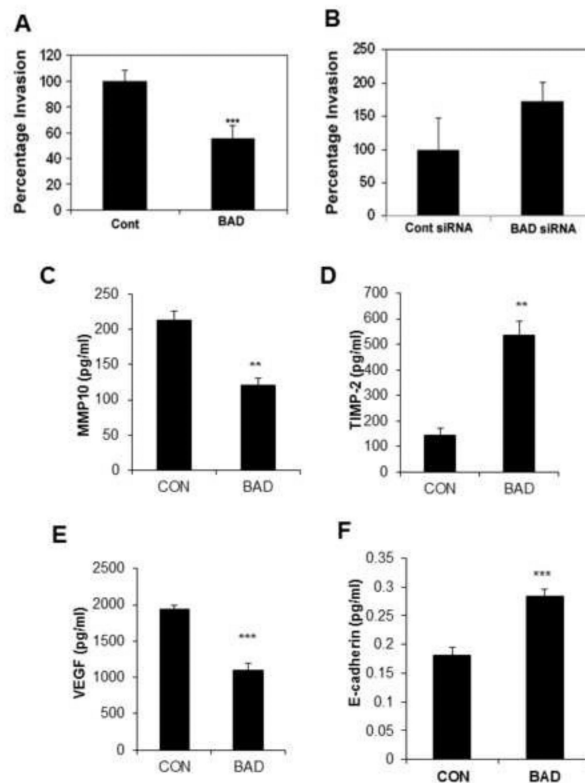 A
Percentage Invasion
120
100
80
60
40
20
0
***
Cont
BAD
B
Percentage Invasion
250
200
150
100
50
0
Cont siRNA
BAD siRNA
C
MMP10 (pg/ml)
250
200
150
100
50
0
**
CON
BAD
D
TIMP-2 (pg/ml)
700
600
500
400
300
200
100
0
**
CON
BAD
E
VEGF (pg/ml)
2500
2000
1500
1000
500
0
***
CON
BAD
F
E-cadherin (pg/ml)
0.35
0.3
0.25
0.2
0.15
0.1
0.05
0
***
CON
BAD